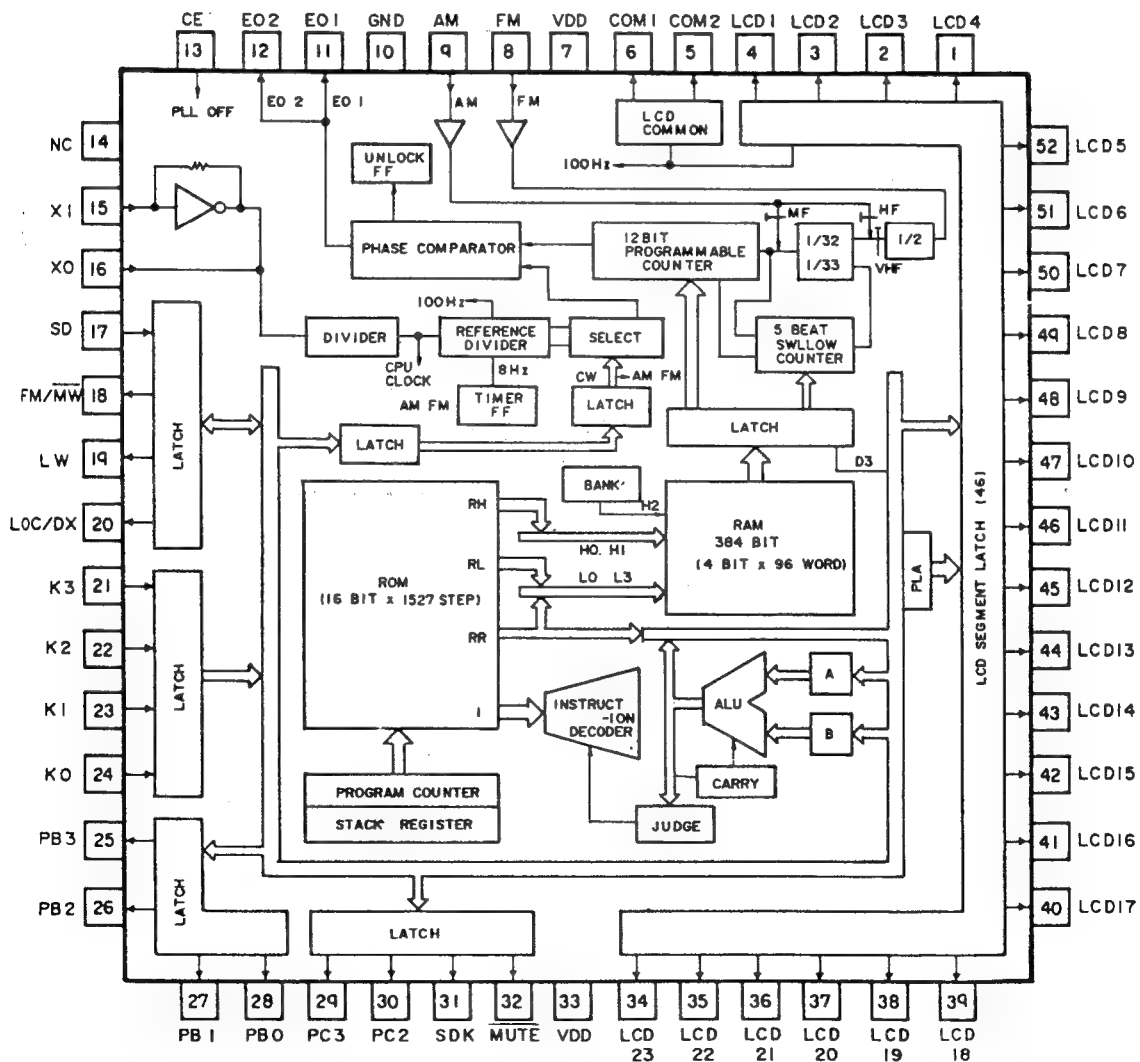 CE EO2 EO1 GND AM FM VDD COM1 COM2 LCD1 LCD2 LCD3 LCD4
13 12 11 10 9 8 7 6 5 4 3 2 1
PLL OFF
EO 2
EO 1
AM
FM
LCD
COMMON
100Hz
NC 14
X1 15
XO 16
SD 17
FM/MW 18
LW 19
LOC/DX 20
K3 21
K2 22
K1 23
K0 24
PB3 25
PB2 26
52 LCD5
51 LCD6
50 LCD7
49 LCD8
48 LCD9
47 LCD10
46 LCD11
45 LCD12
44 LCD13
43 LCD14
42 LCD15
41 LCD16
40 LCD17
UNLOCK
FF
PHASE COMPARATOR
12BIT
PROGRAMMABLE
COUNTER
MF
HF
1/32
1/33
VHF
1/2
100Hz
DIVIDER
REFERENCE
DIVIDER
SELECT
5 BEAT
SWLLOW
COUNTER
CPU
CLOCK
8Hz
CW
AM FM
AM FM
TIMER
FF
LATCH
LATCH
LATCH
LATCH
D3
BANK
H2
RH
HO. H1
RL
LO L3
RR
I
ROM
(16 BIT x 1527 STEP)
RAM
384 BIT
(4 BIT x 96 WORD)
PLA
LCD SEGMENT LATCH (46)
LATCH
INSTRUCT
-ION
DECODER
ALU
A
B
CARRY
JUDGE
PROGRAM COUNTER
STACK REGISTER
LATCH
LATCH
27 28 29 30 31 32 33 34 35 36 37 38 39
PB1 PB0 PC3 PC2 SDK MUTE VDD LCD LCD LCD LCD LCD LCD
23 22 21 20 19 18